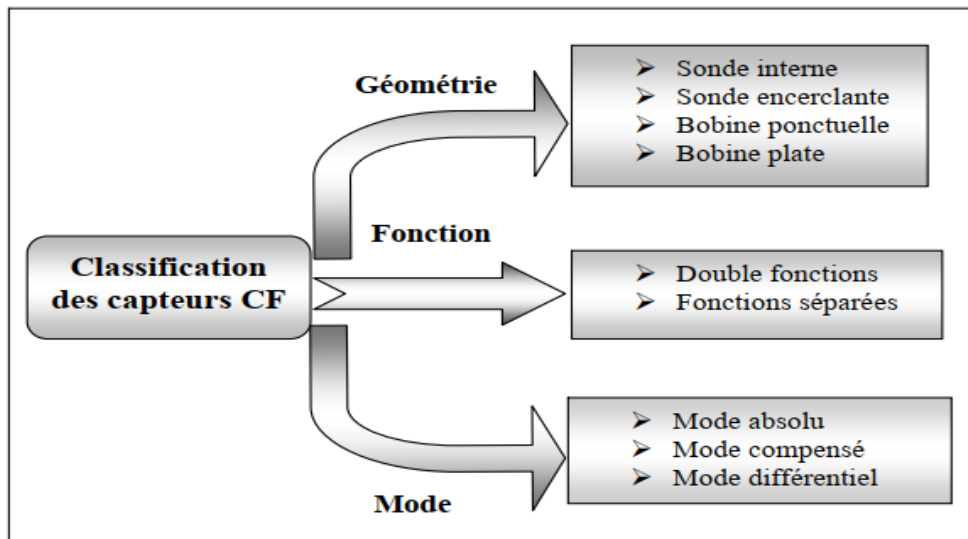 Géométrie
Sonde interne
Sonde encerclante
Bobine ponctuelle
Bobine plate
Classification
des capteurs CF
Fonction
Double fonctions
Fonctions séparées
Mode
Mode absolu
Mode compensé
Mode différentiel